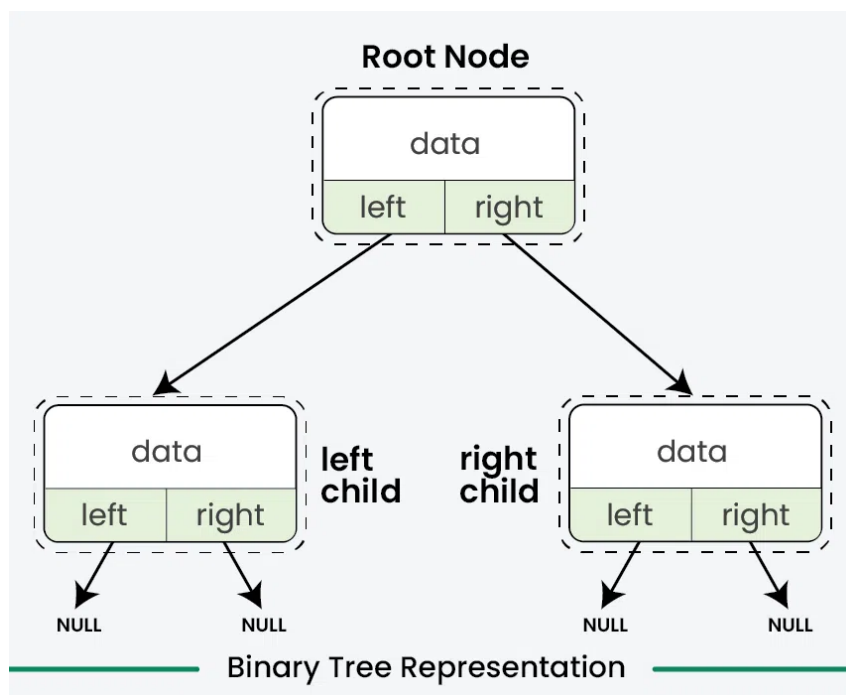 Root Node
data
left right
data
left right
left
child
right
child
data
left right
NULL NULL
NULL NULL
Binary Tree Representation